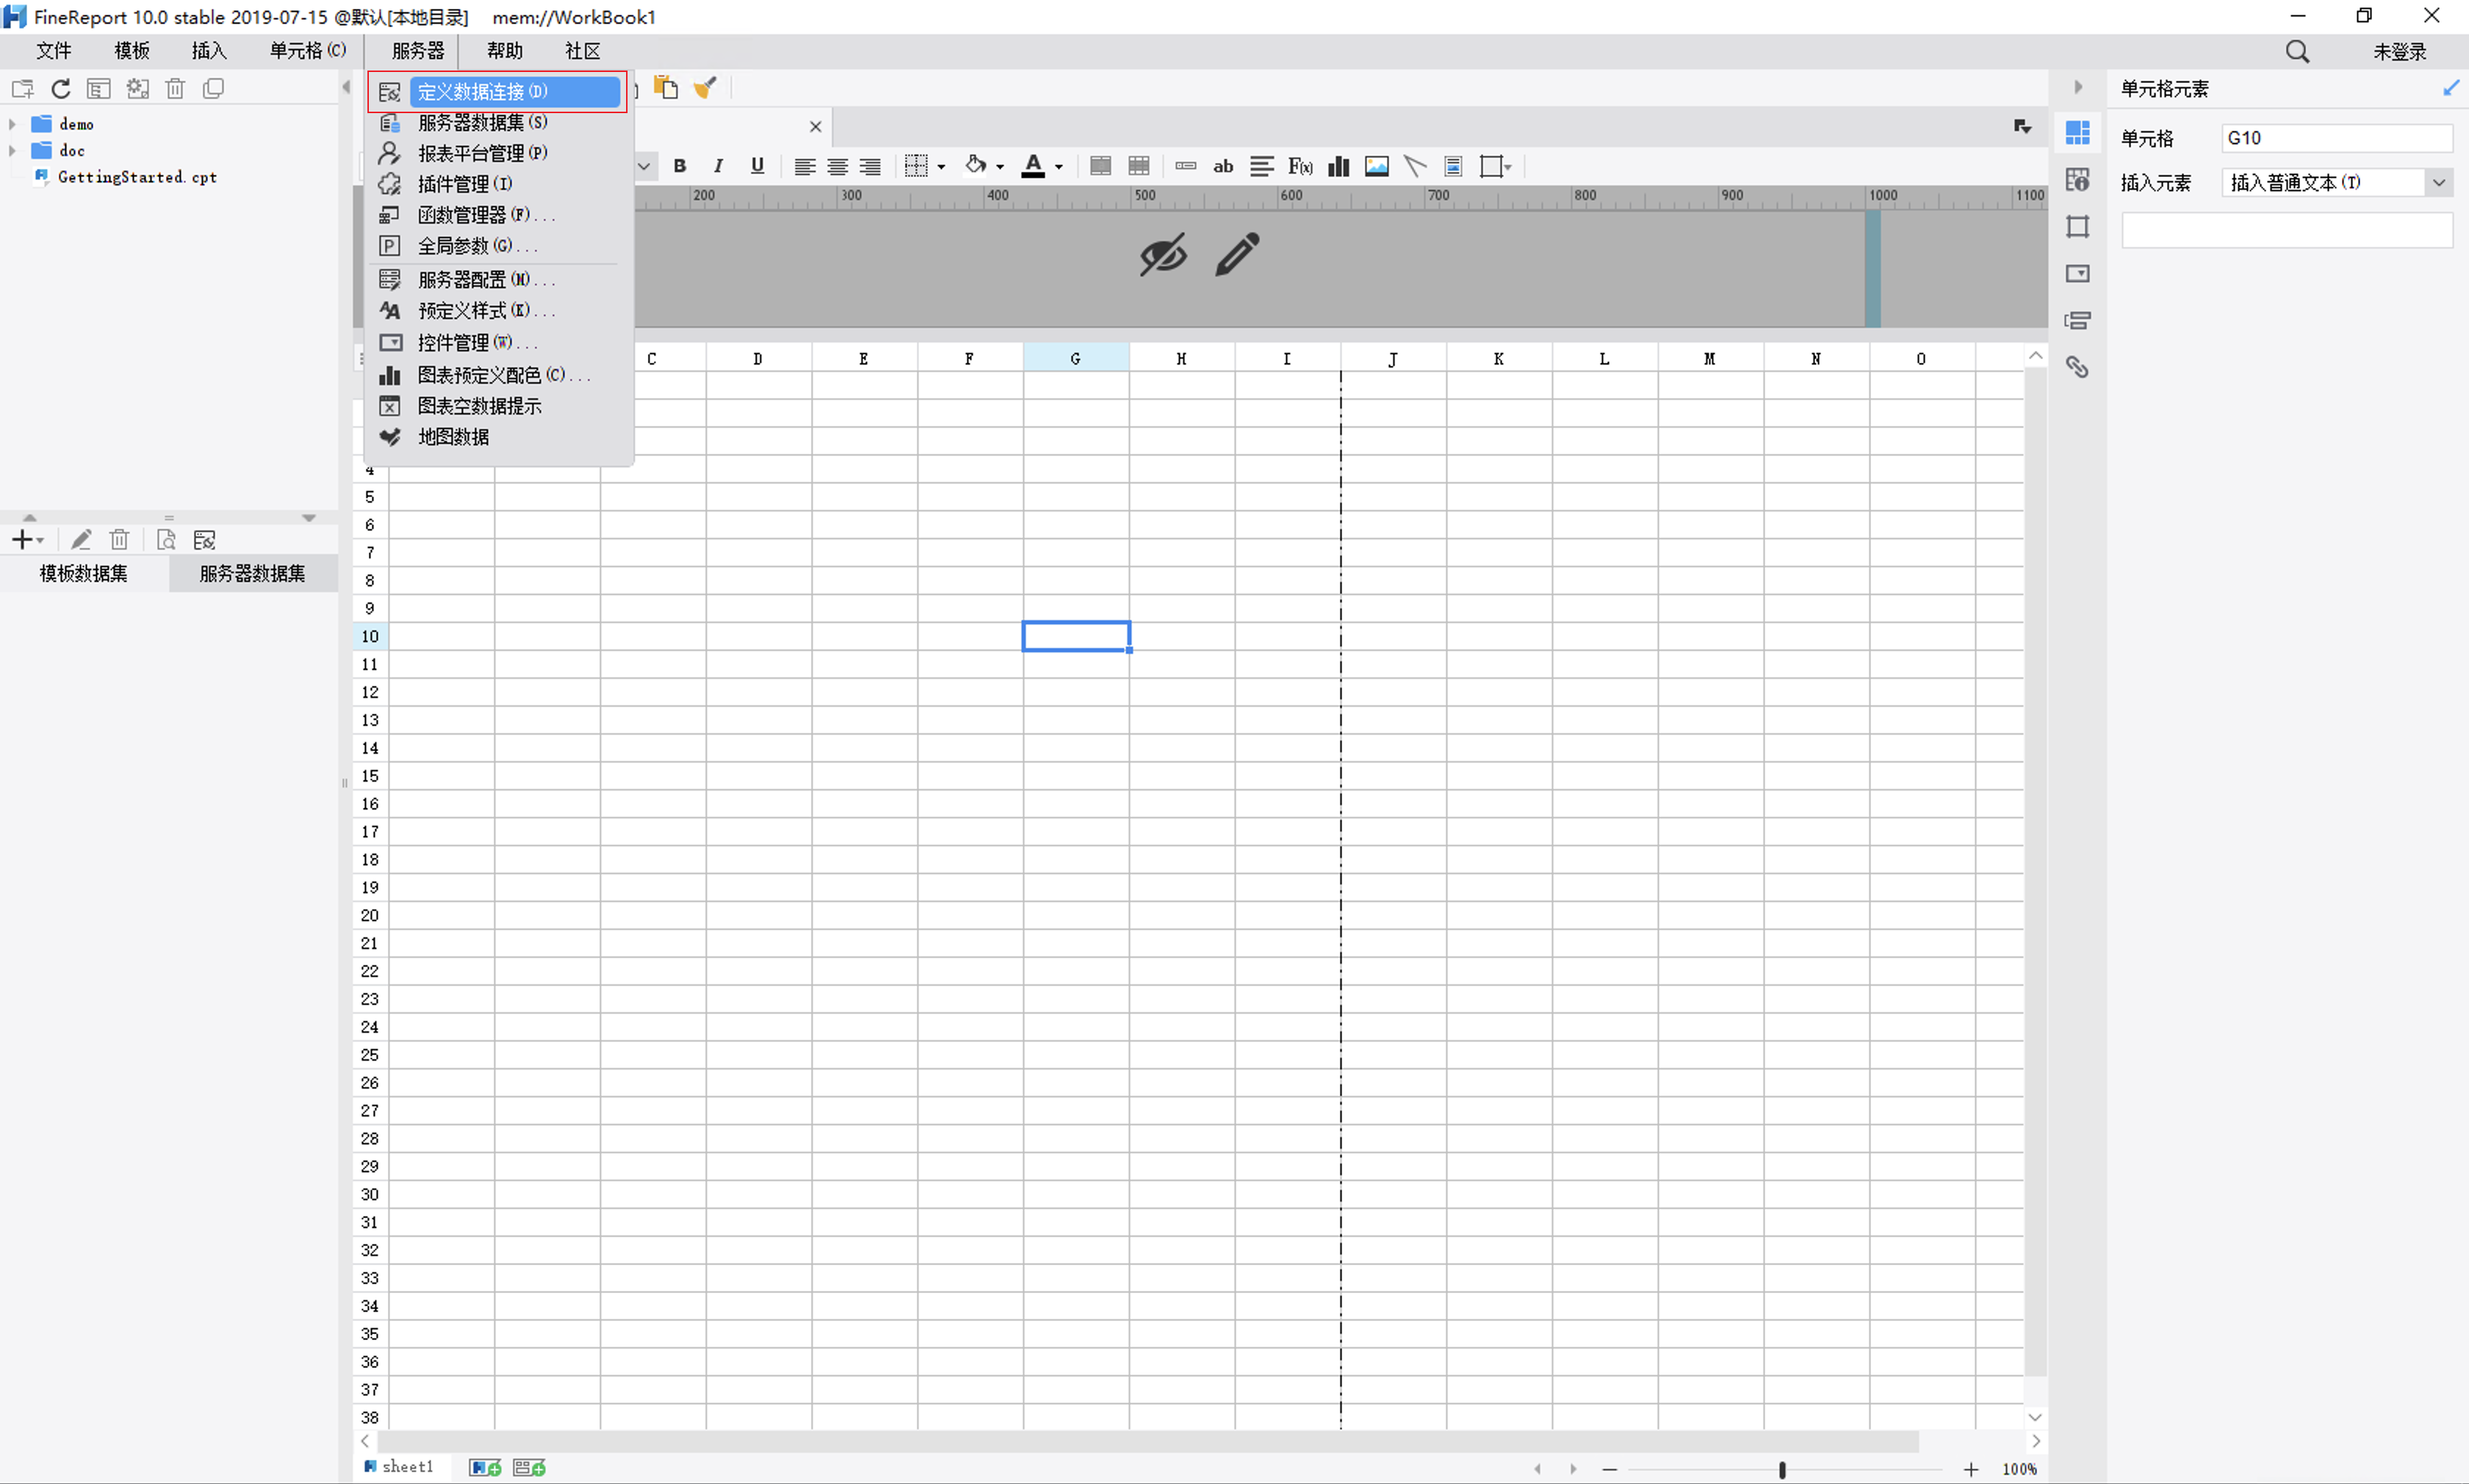 FineReport 10.0 stable 2019-07-15 @默认[本地目录] mem://WorkBook1
文件 模板 插入 单元格(C) 服务器 帮助 社区 未登录
定义数据连接(D)
服务器数据集(S)
报表平台管理(P)
插件管理(I)
函数管理器(F)...
全局参数(G)...
服务器配置(M)...
预定义样式(K)...
控件管理(W)...
图表预定义配色(C)...
图表空数据提示
地图数据
demo
doc
GettingStarted.cpt
模板数据集 服务器数据集
B I U A ab F(x)
200 300 400 500 600 700 800 900 1000 1100
C D E F G H I J K L M N O
4
5
6
7
8
9
10
11
12
13
14
15
16
17
18
19
20
21
22
23
24
25
26
27
28
29
30
31
32
33
34
35
36
37
38
sheet1
100%
单元格元素
单元格 G10
插入元素 插入普通文本(T)